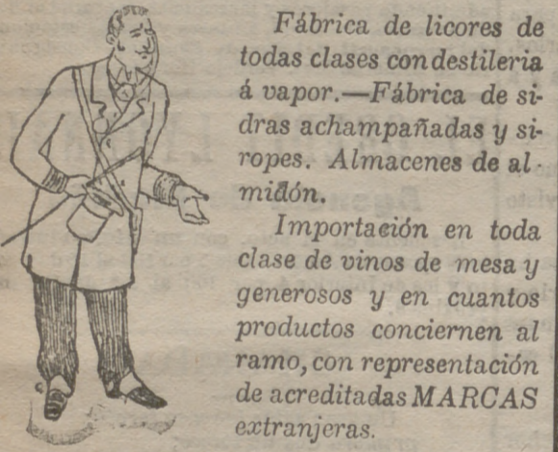 Fábrica de licores de
todas clases con destileria
á vapor.—Fábrica de si-
dras achampañadas y si-
ropes. Almacenes de al-
midón.
Importación en toda
clase de vinos de mesa y
generosos y en cuantos
productos conciernen al
ramo, con representación
de acreditadas MARCAS
extranjeras.